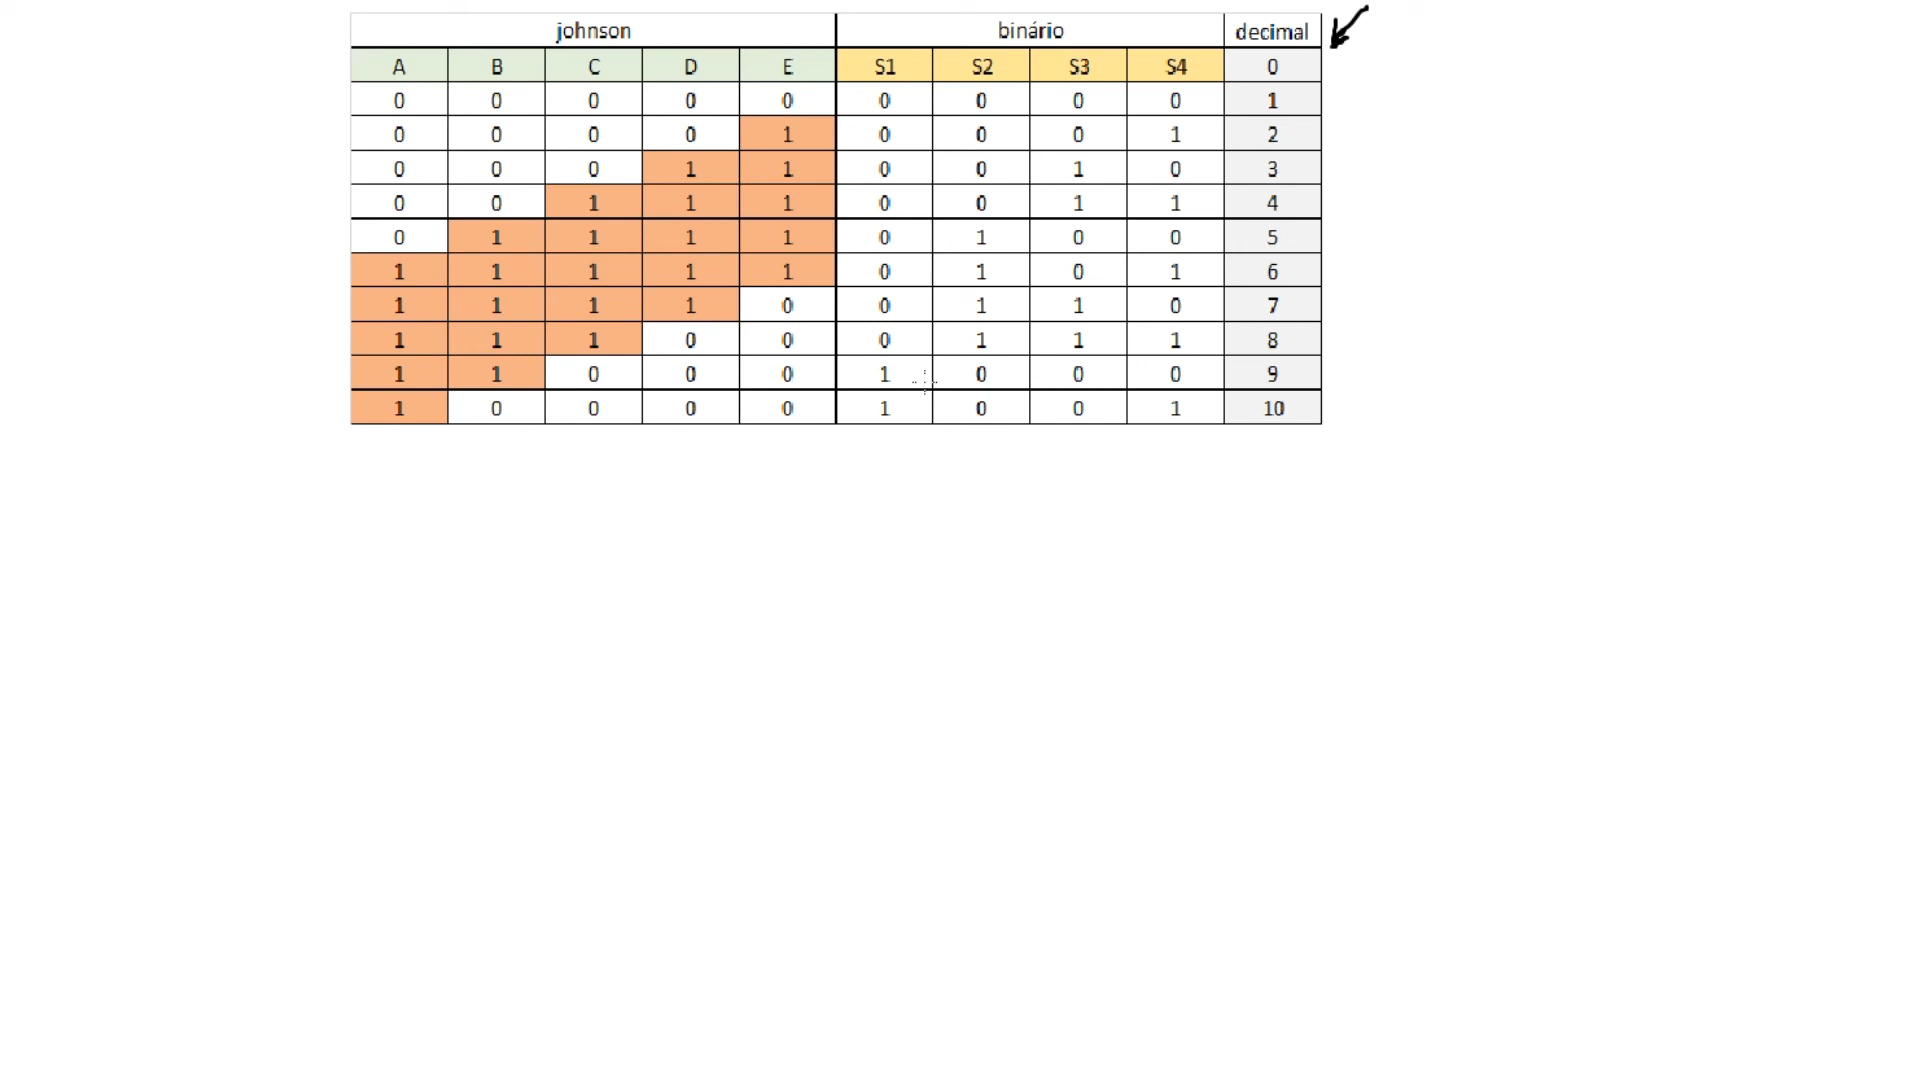 johnson binário decimal
A B C D E S1 S2 S3 S4 0
0 0 0 0 0 0 0 0 0 1
0 0 0 0 1 0 0 0 1 2
0 0 0 1 1 0 0 1 0 3
0 0 1 1 1 0 0 1 1 4
0 1 1 1 1 0 1 0 0 5
1 1 1 1 1 0 1 0 1 6
1 1 1 1 0 0 1 1 0 7
1 1 1 0 0 0 1 1 1 8
1 1 0 0 0 1 0 0 0 9
1 0 0 0 0 1 0 0 1 10